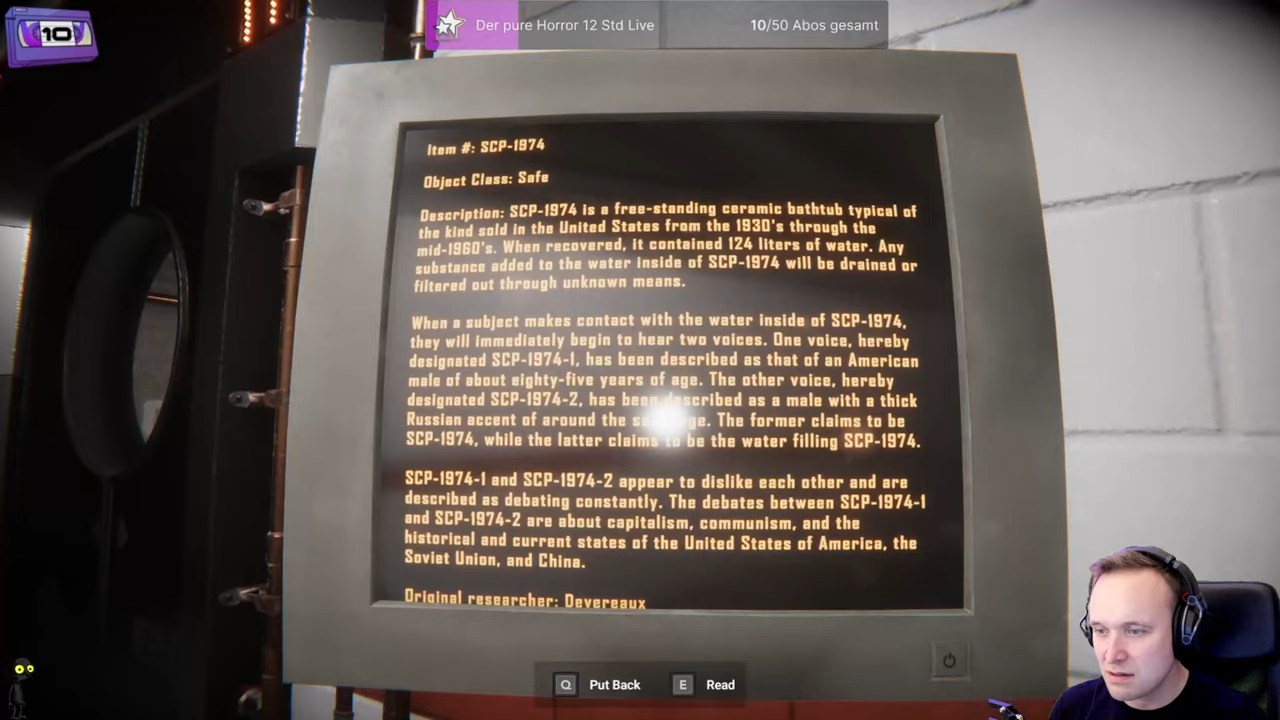 10
Der pure Horror 12 Std Live
10/50 Abos gesamt
Item #: SCP-1974
Object Class: Safe
Description: SCP-1974 is a free-standing ceramic bathtub typical of
the kind sold in the United States from the 1930's through the
mid-1960's. When recovered, it contained 124 liters of water. Any
substance added to the water inside of SCP-1974 will be drained or
filtered out through unknown means.
When a subject makes contact with the water inside of SCP-1974,
they will immediately begin to hear two voices. One voice, hereby
designated SCP-1974-1, has been described as that of an American
male of about eighty-five years of age. The other voice, hereby
designated SCP-1974-2, has been described as a male with a thick
Russian accent of around the age. The former claims to be
SCP-1974, while the latter claims to be the water filling SCP-1974.
SCP-1974-1 and SCP-1974-2 appear to dislike each other and are
described as debating constantly. The debates between SCP-1974-1
and SCP-1974-2 are about capitalism, communism, and the
historical and current states of the United States of America, the
Soviet Union, and China.
Original researcher: Devereaux
Q Put Back E Read